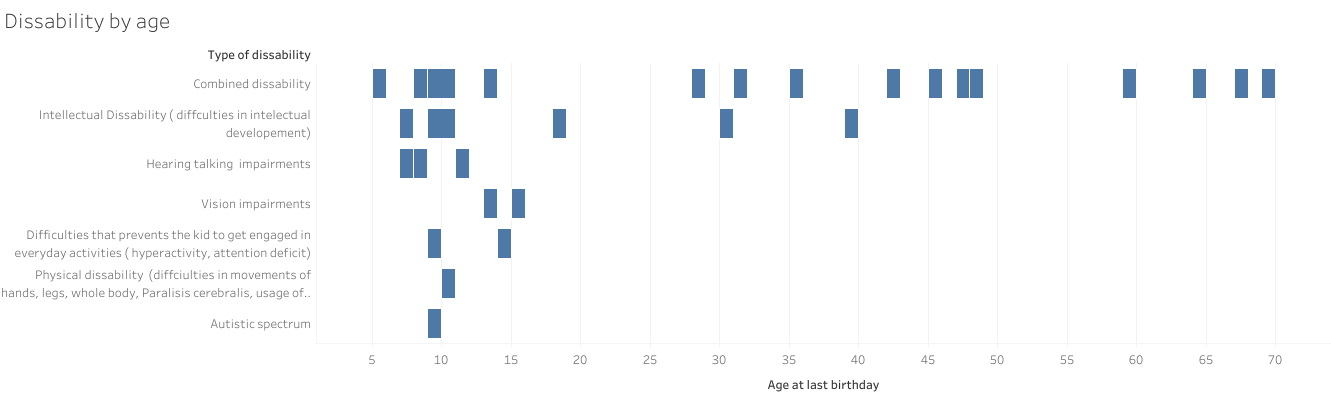 Dissability by age
Type of dissability
Combined dissability
Intellectual Dissability ( diffculties in intelectual
developement)
Hearing talking  impairments
Vision impairments
Difficulties that prevents the kid to get engaged in
everyday activities ( hyperactivity, attention deficit)
Physical dissability  (diffciulties in movements of
hands, legs, whole body, Paralisis cerebralis, usage of..
Autistic spectrum
5 10 15 20 25 30 35 40 45 50 55 60 65 70
Age at last birthday